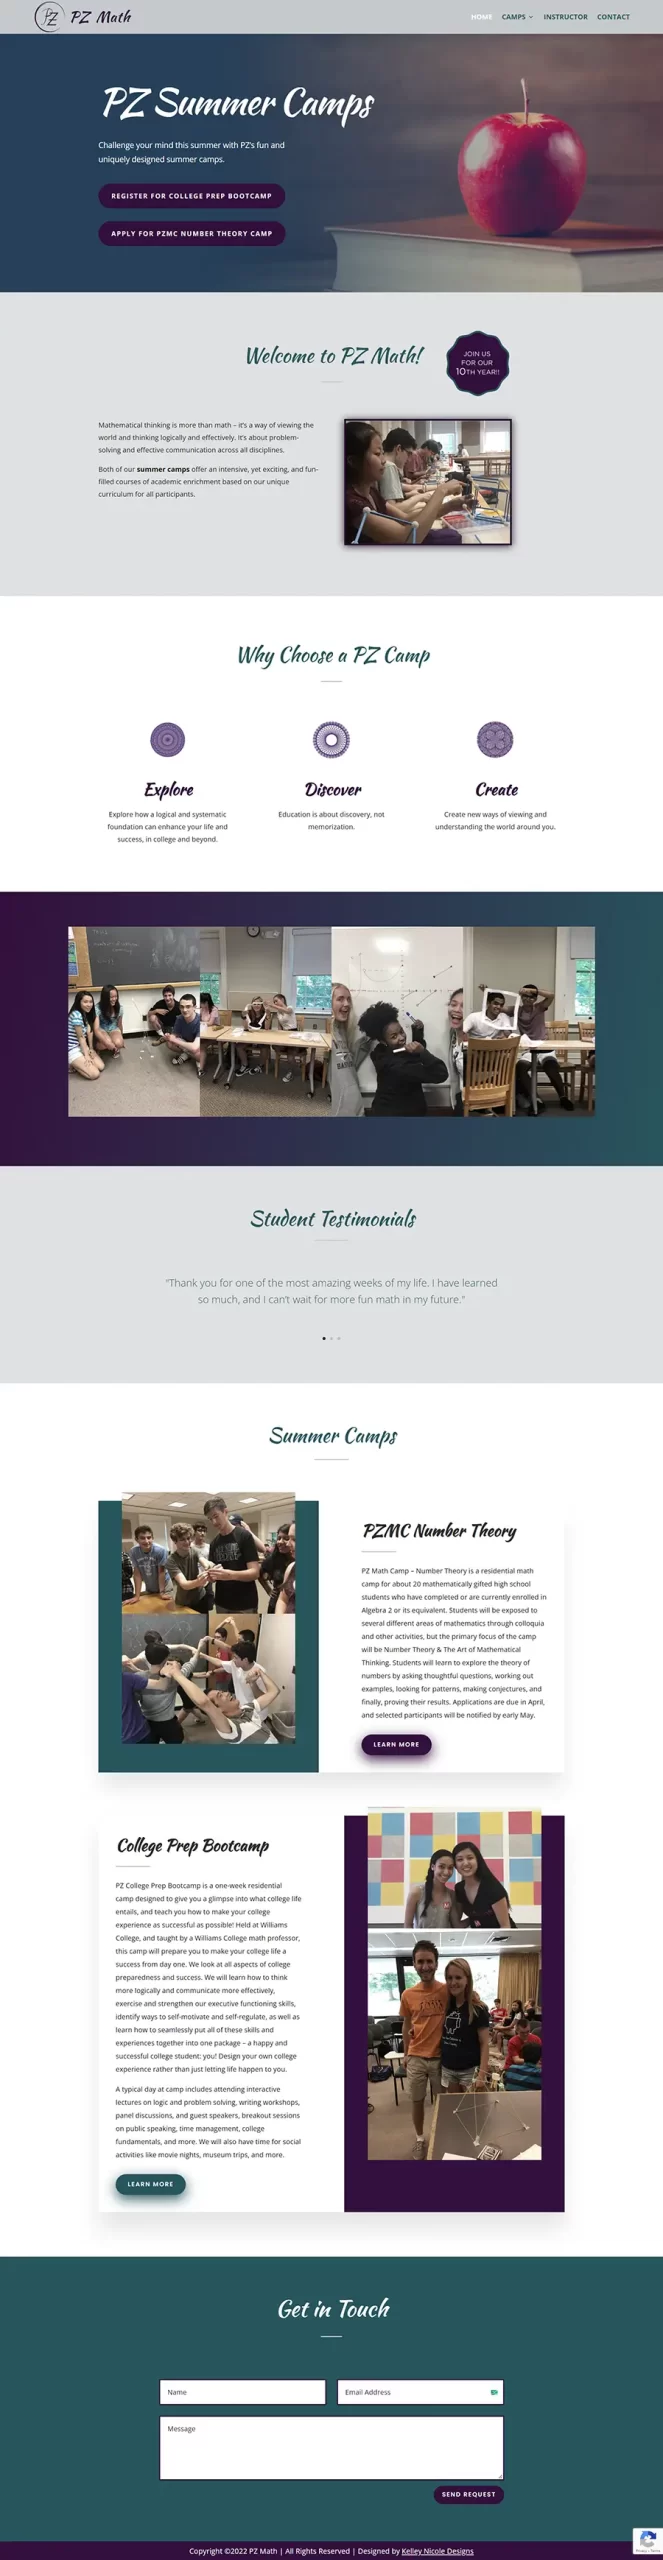 PZ PZ Math
HOME CAMPS INSTRUCTOR CONTACT
PZ Summer Camps
Challenge your mind this summer with PZ's fun and
uniquely designed summer camps.
REGISTER FOR COLLEGE PREP BOOTCAMP
APPLY FOR PZMC NUMBER THEORY CAMP
Welcome to PZ Math!
JOIN US
FOR OUR
10TH YEAR!!
Mathematical thinking is more than math – it's a way of viewing the
world and thinking logically and effectively. It's about problem-
solving and effective communication across all disciplines.
Both of our summer camps offer an intensive, yet exciting, and fun-
filled courses of academic enrichment based on our unique
curriculum for all participants.
Why Choose a PZ Camp
Explore
Explore how a logical and systematic
foundation can enhance your life and
success, in college and beyond.
Discover
Education is about discovery, not
memorization.
Create
Create new ways of viewing and
understanding the world around you.
Student Testimonials
"Thank you for one of the most amazing weeks of my life. I have learned
so much, and I can't wait for more fun math in my future."
Summer Camps
PZMC Number Theory
PZ Math Camp – Number Theory is a residential math
camp for about 20 mathematically gifted high school
students who have completed or are currently enrolled in
Algebra 2 or its equivalent. Students will be exposed to
several different areas of mathematics through colloquia
and other activities, but the primary focus of the camp
will be Number Theory & The Art of Mathematical
Thinking. Students will learn to explore the theory of
numbers by asking thoughtful questions, working out
examples, looking for patterns, making conjectures, and
finally, proving their results. Applications are due in April,
and selected participants will be notified by early May.
LEARN MORE
College Prep Bootcamp
PZ College Prep Bootcamp is a one-week residential
camp designed to give you a glimpse into what college life
entails, and teach you how to make your college
experience as successful as possible! Held at Williams
College, and taught by a Williams College math professor,
this camp will prepare you to make your college life a
success from day one. We look at all aspects of college
preparedness and success. We will learn how to think
more logically and communicate more effectively,
exercise and strengthen our executive functioning skills,
identify ways to self-motivate and self-regulate, as well as
learn how to seamlessly put all of these skills and
experiences together into one package – a happy and
successful college student: you! Design your own college
experience rather than just letting life happen to you.
A typical day at camp includes attending interactive
lectures on logic and problem solving, writing workshops,
panel discussions, and guest speakers, breakout sessions
on public speaking, time management, college
fundamentals, and more. We will also have time for social
activities like movie nights, museum trips, and more.
LEARN MORE
Get in Touch
Name
Email Address
Message
SEND REQUEST
Copyright ©2022 PZ Math | All Rights Reserved | Designed by Kelley Nicole Designs
Privacy - Terms